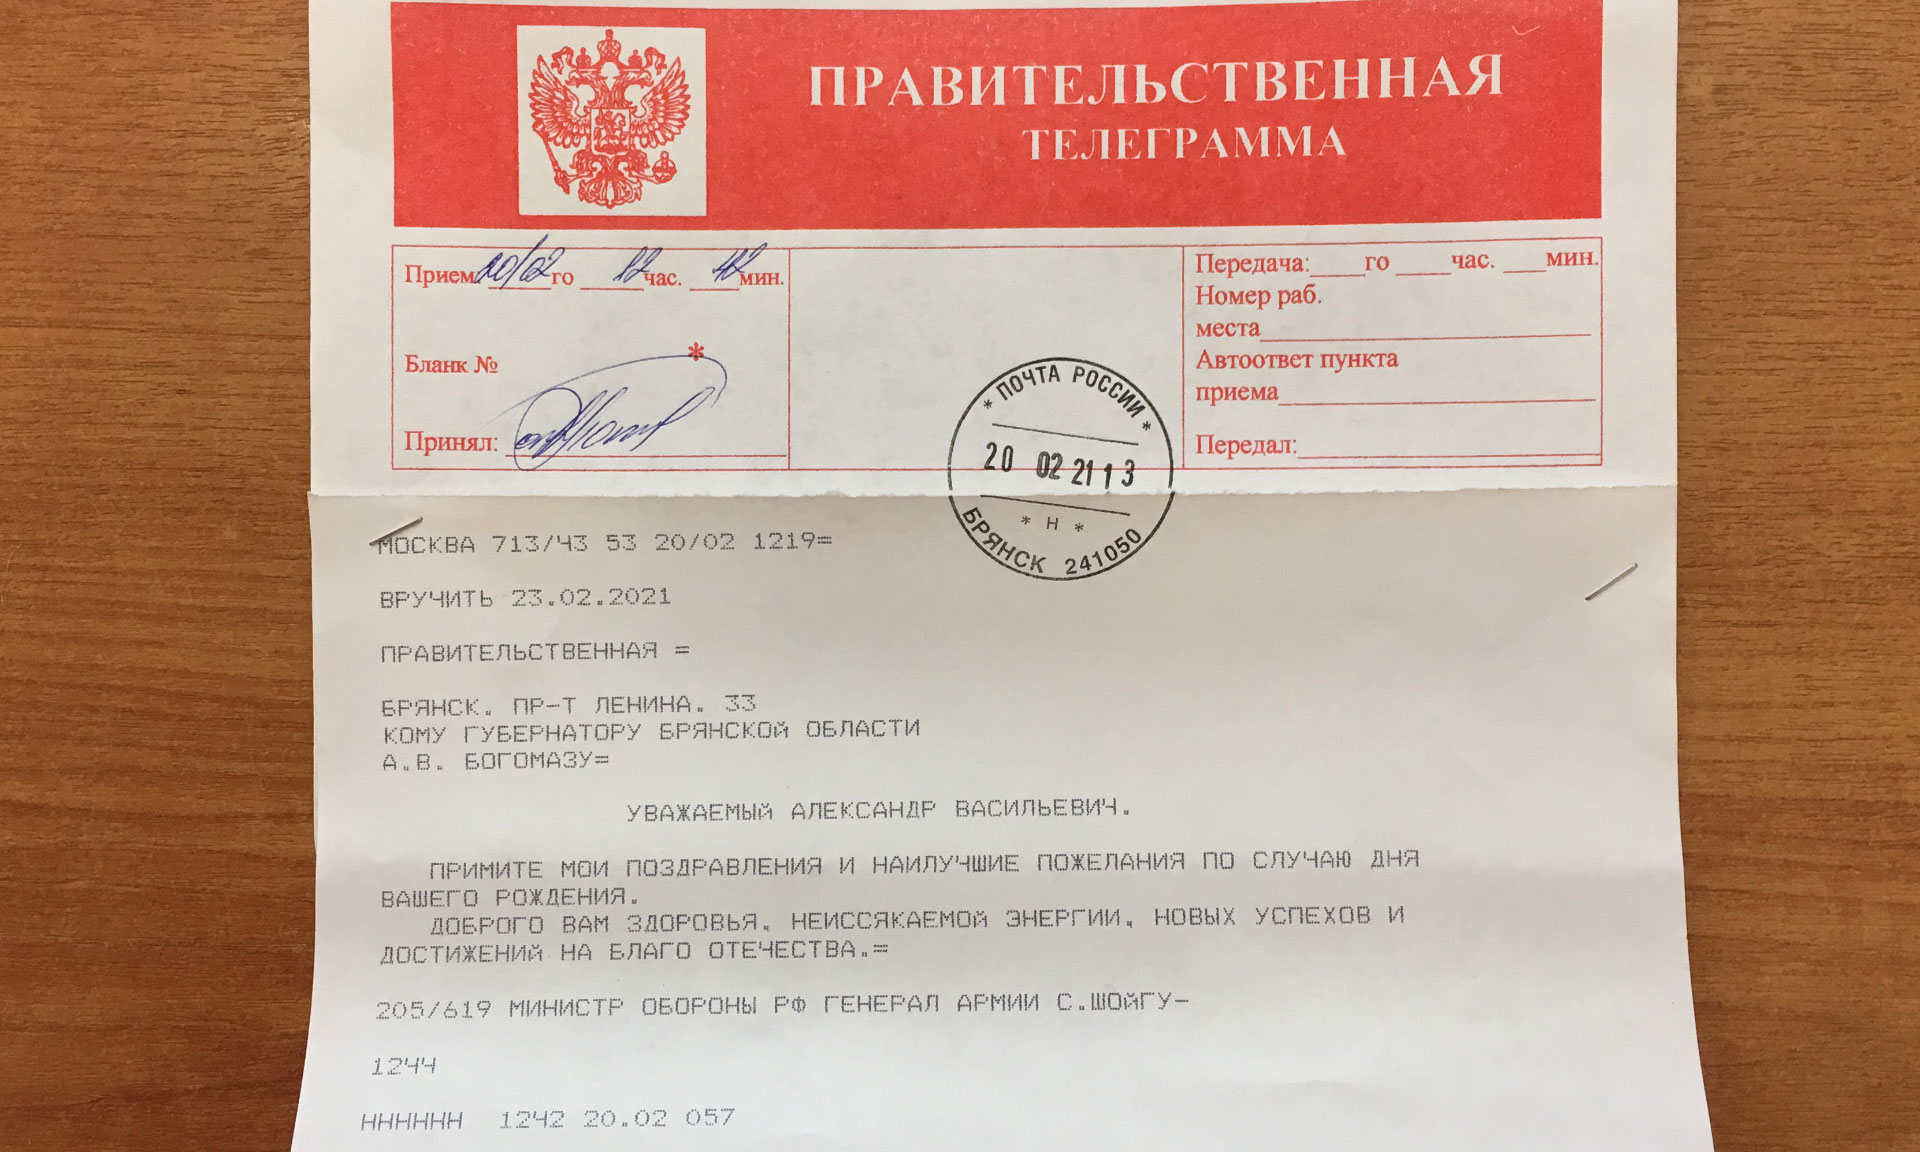 ПРАВИТЕЛЬСТВЕННАЯ
ТЕЛЕГРАММА
Прием 20/02 го 12 час. 42 мин.
Бланк № *
Принял:
Передача: го час. мин.
Номер раб.
места
Автоответ пункта
приема
Передал:
* ПОЧТА РОССИИ *
20 02 21 13
* Н *
БРЯНСК 241050
МОСКВА 713/43 53 20/02 1219=
ВРУЧИТЬ 23.02.2021
ПРАВИТЕЛЬСТВЕННАЯ =
БРЯНСК. ПР-Т ЛЕНИНА. 33
КОМУ ГУБЕРНАТОРУ БРЯНСКОЙ ОБЛАСТИ
А.В. БОГОМАЗУ=
УВАЖАЕМЫЙ АЛЕКСАНДР ВАСИЛЬЕВИЧ.
ПРИМИТЕ МОИ ПОЗДРАВЛЕНИЯ И НАИЛУЧШИЕ ПОЖЕЛАНИЯ ПО СЛУЧАЮ ДНЯ
ВАШЕГО РОЖДЕНИЯ.
ДОБРОГО ВАМ ЗДОРОВЬЯ, НЕИССЯКАЕМОЙ ЭНЕРГИИ, НОВЫХ УСПЕХОВ И
ДОСТИЖЕНИЙ НА БЛАГО ОТЕЧЕСТВА.=
205/619 МИНИСТР ОБОРОНЫ РФ ГЕНЕРАЛ АРМИИ С.ШОЙГУ-
1244
НННННН 1242 20.02 057